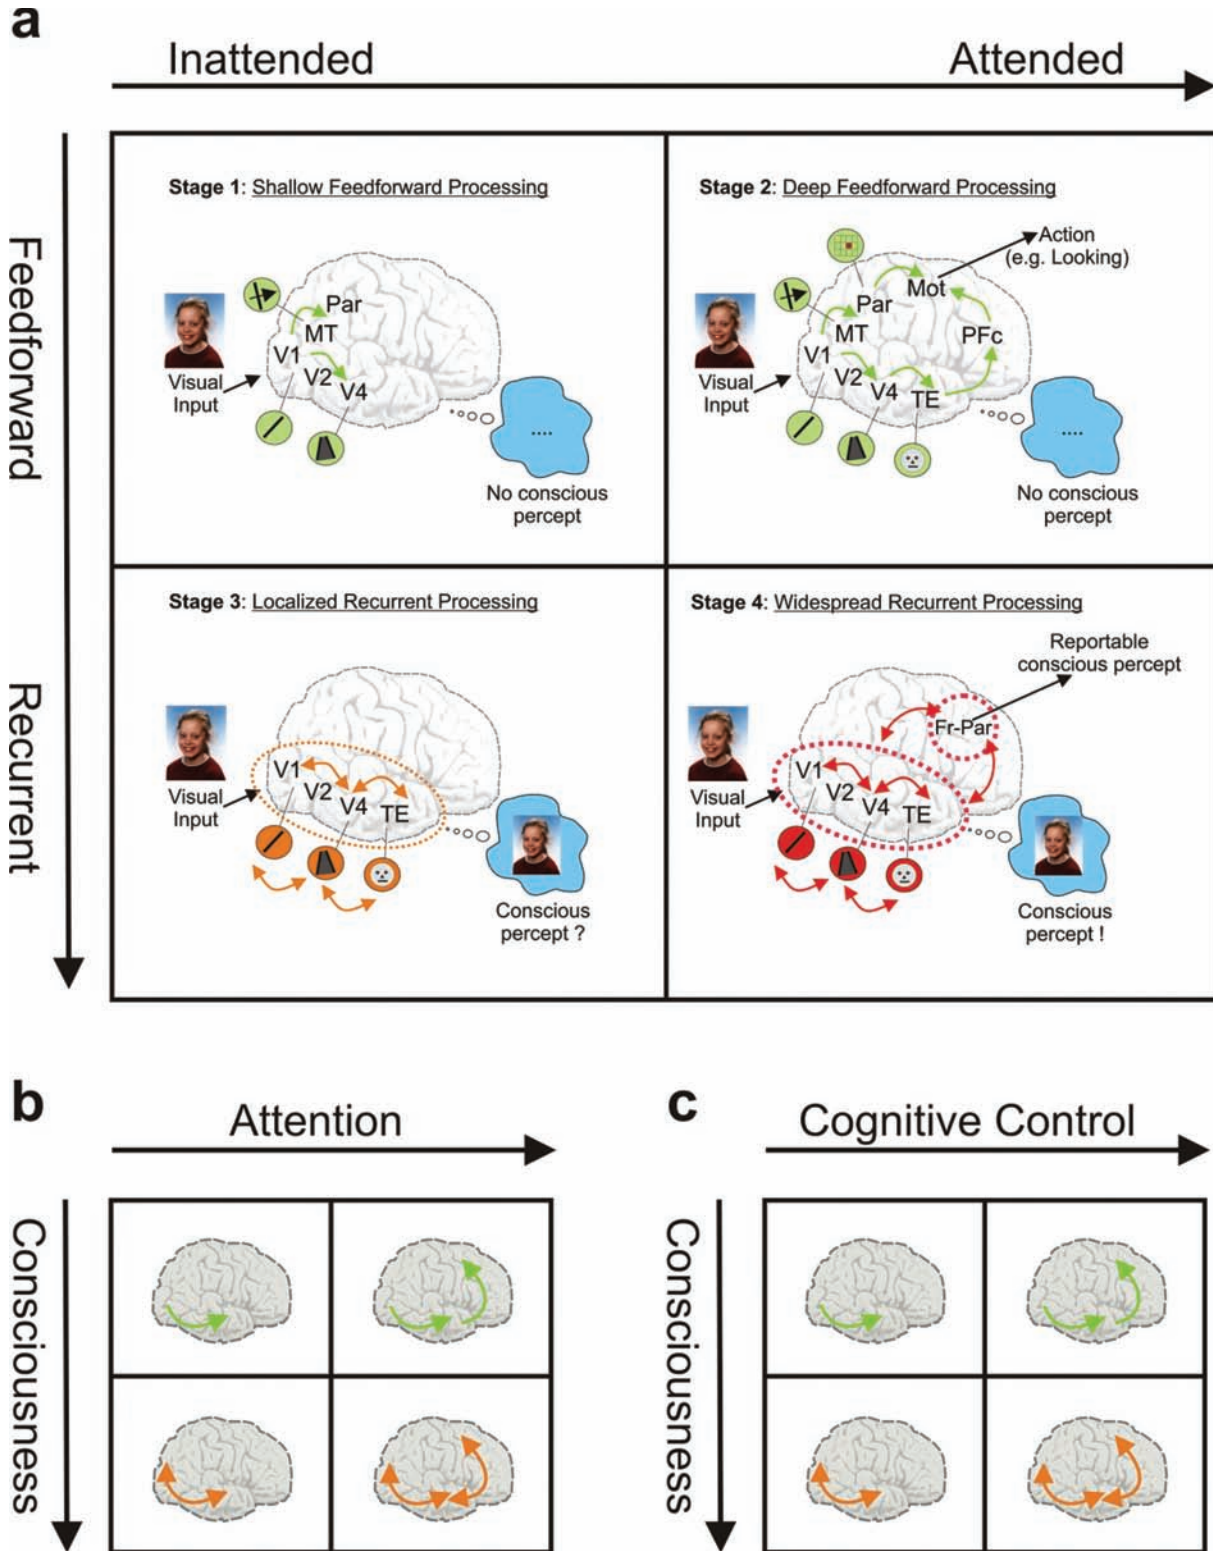 a
Inattended
Attended
Feedforward
Recurrent
Stage 1: Shallow Feedforward Processing
Par
MT
V1
V2
V4
Visual
Input
....
No conscious
percept
Stage 2: Deep Feedforward Processing
Action
(e.g. Looking)
Mot
Par
MT
PFc
V1
V2
V4
TE
Visual
Input
....
No conscious
percept
Stage 3: Localized Recurrent Processing
V1
V2
V4
TE
Visual
Input
Conscious
percept ?
Stage 4: Widespread Recurrent Processing
Reportable
conscious percept
Fr-Par
V1
V2
V4
TE
Visual
Input
Conscious
percept !
b
Attention
Consciousness
c
Cognitive Control
Consciousness